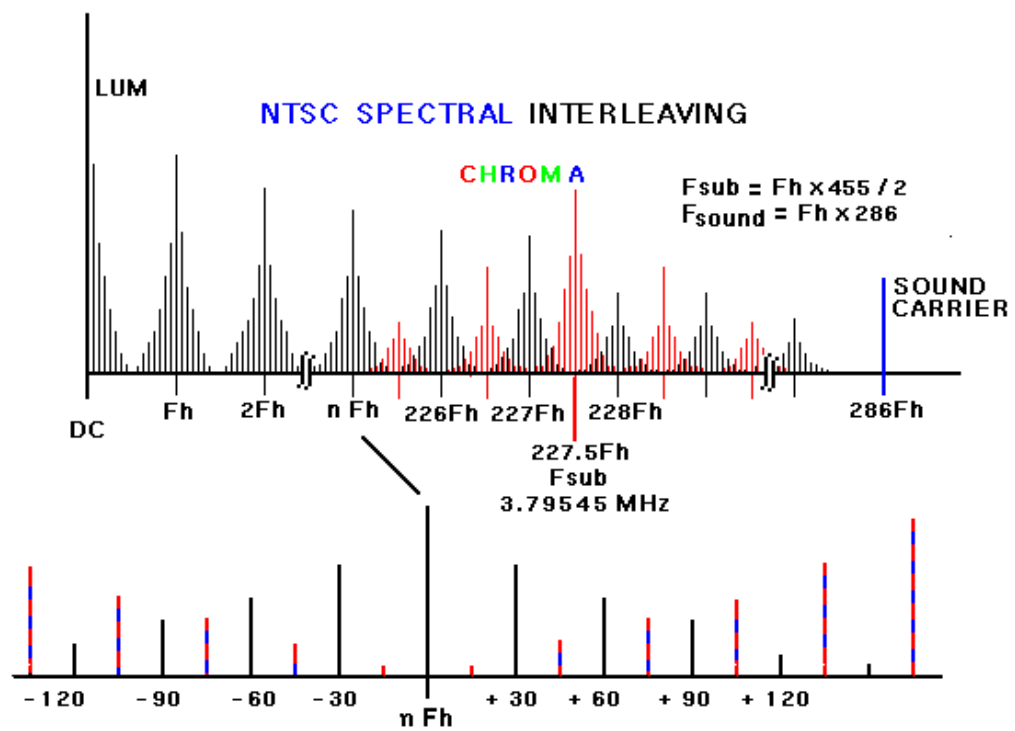 LUM
NTSC SPECTRAL INTERLEAVING
CHROMA
Fsub = Fh x 455 / 2
Fsound = Fh x 286
SOUND
CARRIER
Fh
2Fh
n Fh
226Fh
227Fh
228Fh
286Fh
DC
227.5Fh
Fsub
3.79545 MHz
-120
-90
-60
-30
n Fh
+ 30
+ 60
+ 90
+ 120